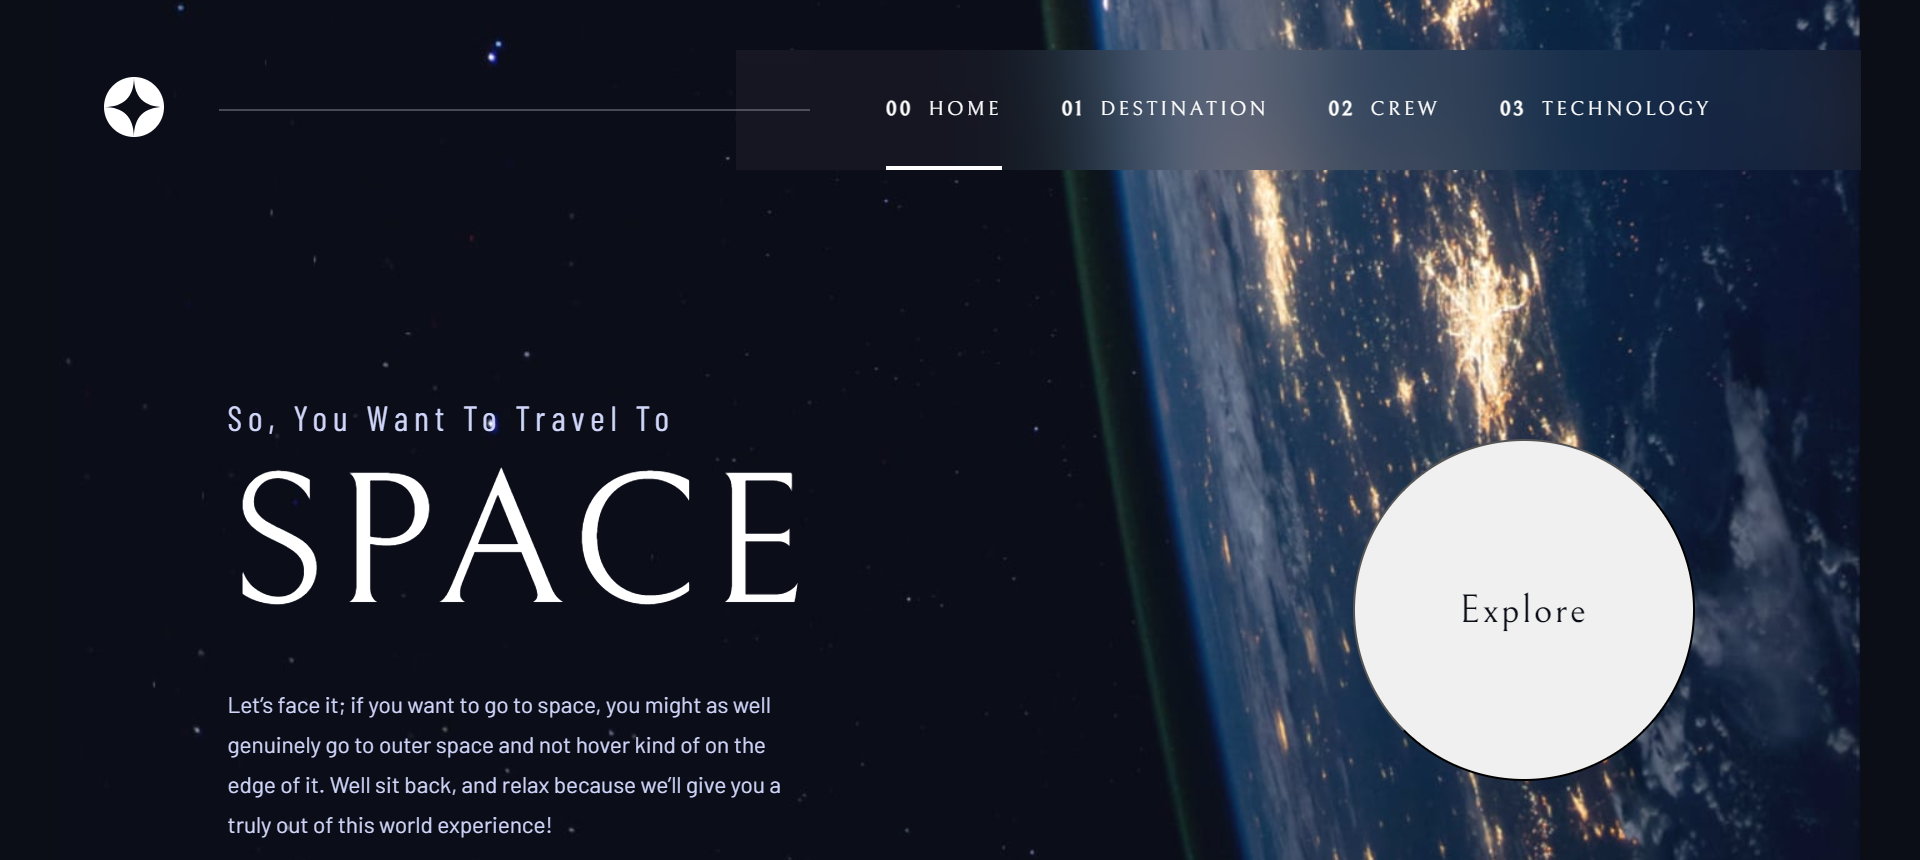 00 HOME 01 DESTINATION 02 CREW 03 TECHNOLOGY
So, You Want To Travel To
SPACE
Let’s face it; if you want to go to space, you might as well
genuinely go to outer space and not hover kind of on the
edge of it. Well sit back, and relax because we’ll give you a
truly out of this world experience!
Explore